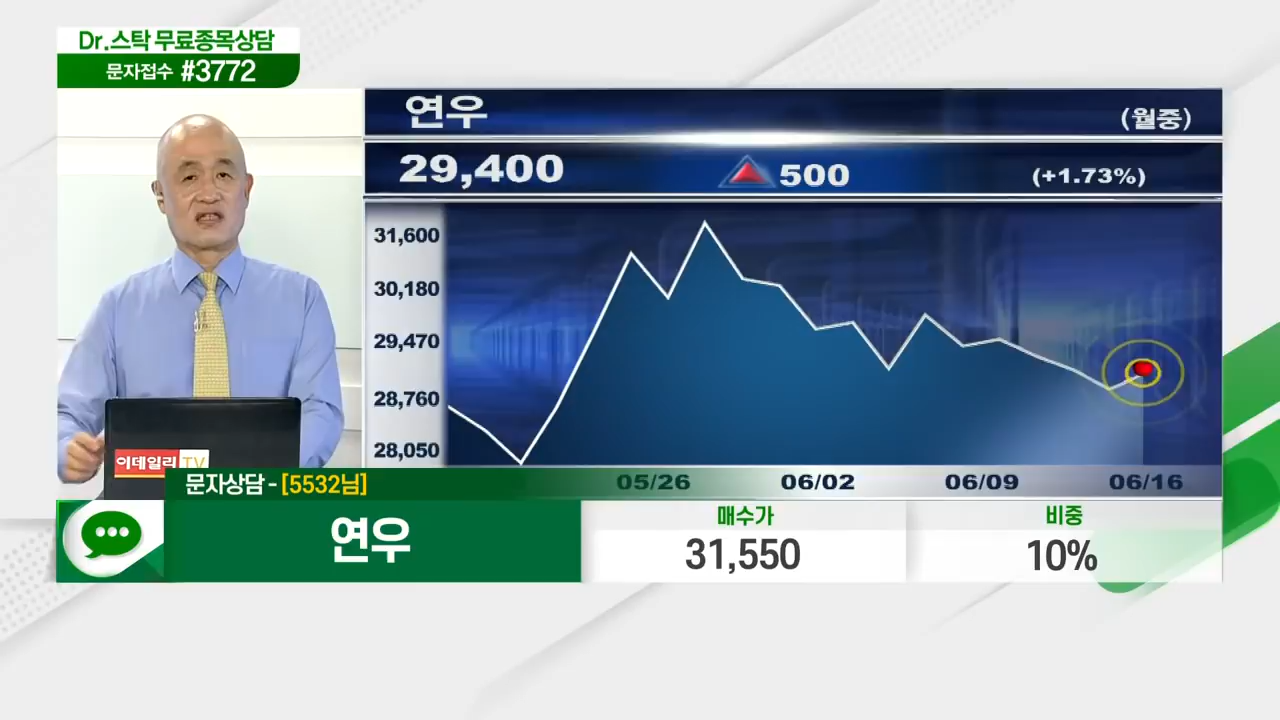 Dr.스탁 무료종목상담
문자접수 #3772
연우
(월중)
29,400
500
(+1.73%)
31,600
30,180
29,470
28,760
28,050
05/26
06/02
06/09
06/16
이데일리 TV
문자상담 - [5532님]
연우
매수가
31,550
비중
10%